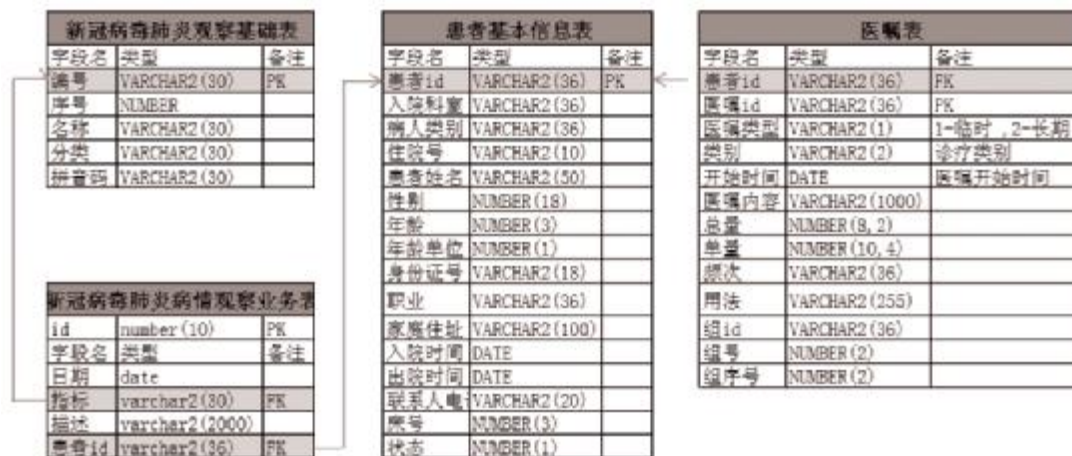 新冠病毒肺炎观察基础表
字段名 类型 备注
编号 VARCHAR2(30) PK
序号 NUMBER
名称 VARCHAR2(30)
分类 VARCHAR2(30)
拼音码 VARCHAR2(30)
新冠病毒肺炎病情观察业务表
id number(10) PK
字段名 类型 备注
日期 date
指标 varchar2(30) FK
描述 varchar2(2000)
患者id varchar2(36) FK
患者基本信息表
字段名 类型 备注
患者id VARCHAR2(36) PK
入院科室 VARCHAR2(36)
病人类别 VARCHAR2(36)
住院号 VARCHAR2(10)
患者姓名 VARCHAR2(50)
性别 NUMBER(18)
年龄 NUMBER(3)
年龄单位 NUMBER(1)
身份证号 VARCHAR2(18)
职业 VARCHAR2(36)
家庭住址 VARCHAR2(100)
入院时间 DATE
出院时间 DATE
联系人电 VARCHAR2(20)
床号 NUMBER(3)
状态 NUMBER(1)
医嘱表
字段名 类型 备注
患者id VARCHAR2(36) FK
医嘱id VARCHAR2(36) PK
医嘱类型 VARCHAR2(1) 1-临时 ,2-长期
类别 VARCHAR2(2) 诊疗类别
开始时间 DATE 医嘱开始时间
医嘱内容 VARCHAR2(1000)
总量 NUMBER(8,2)
单量 NUMBER(10,4)
频次 VARCHAR2(36)
用法 VARCHAR2(255)
组id VARCHAR2(36)
组号 NUMBER(2)
组序号 NUMBER(2)